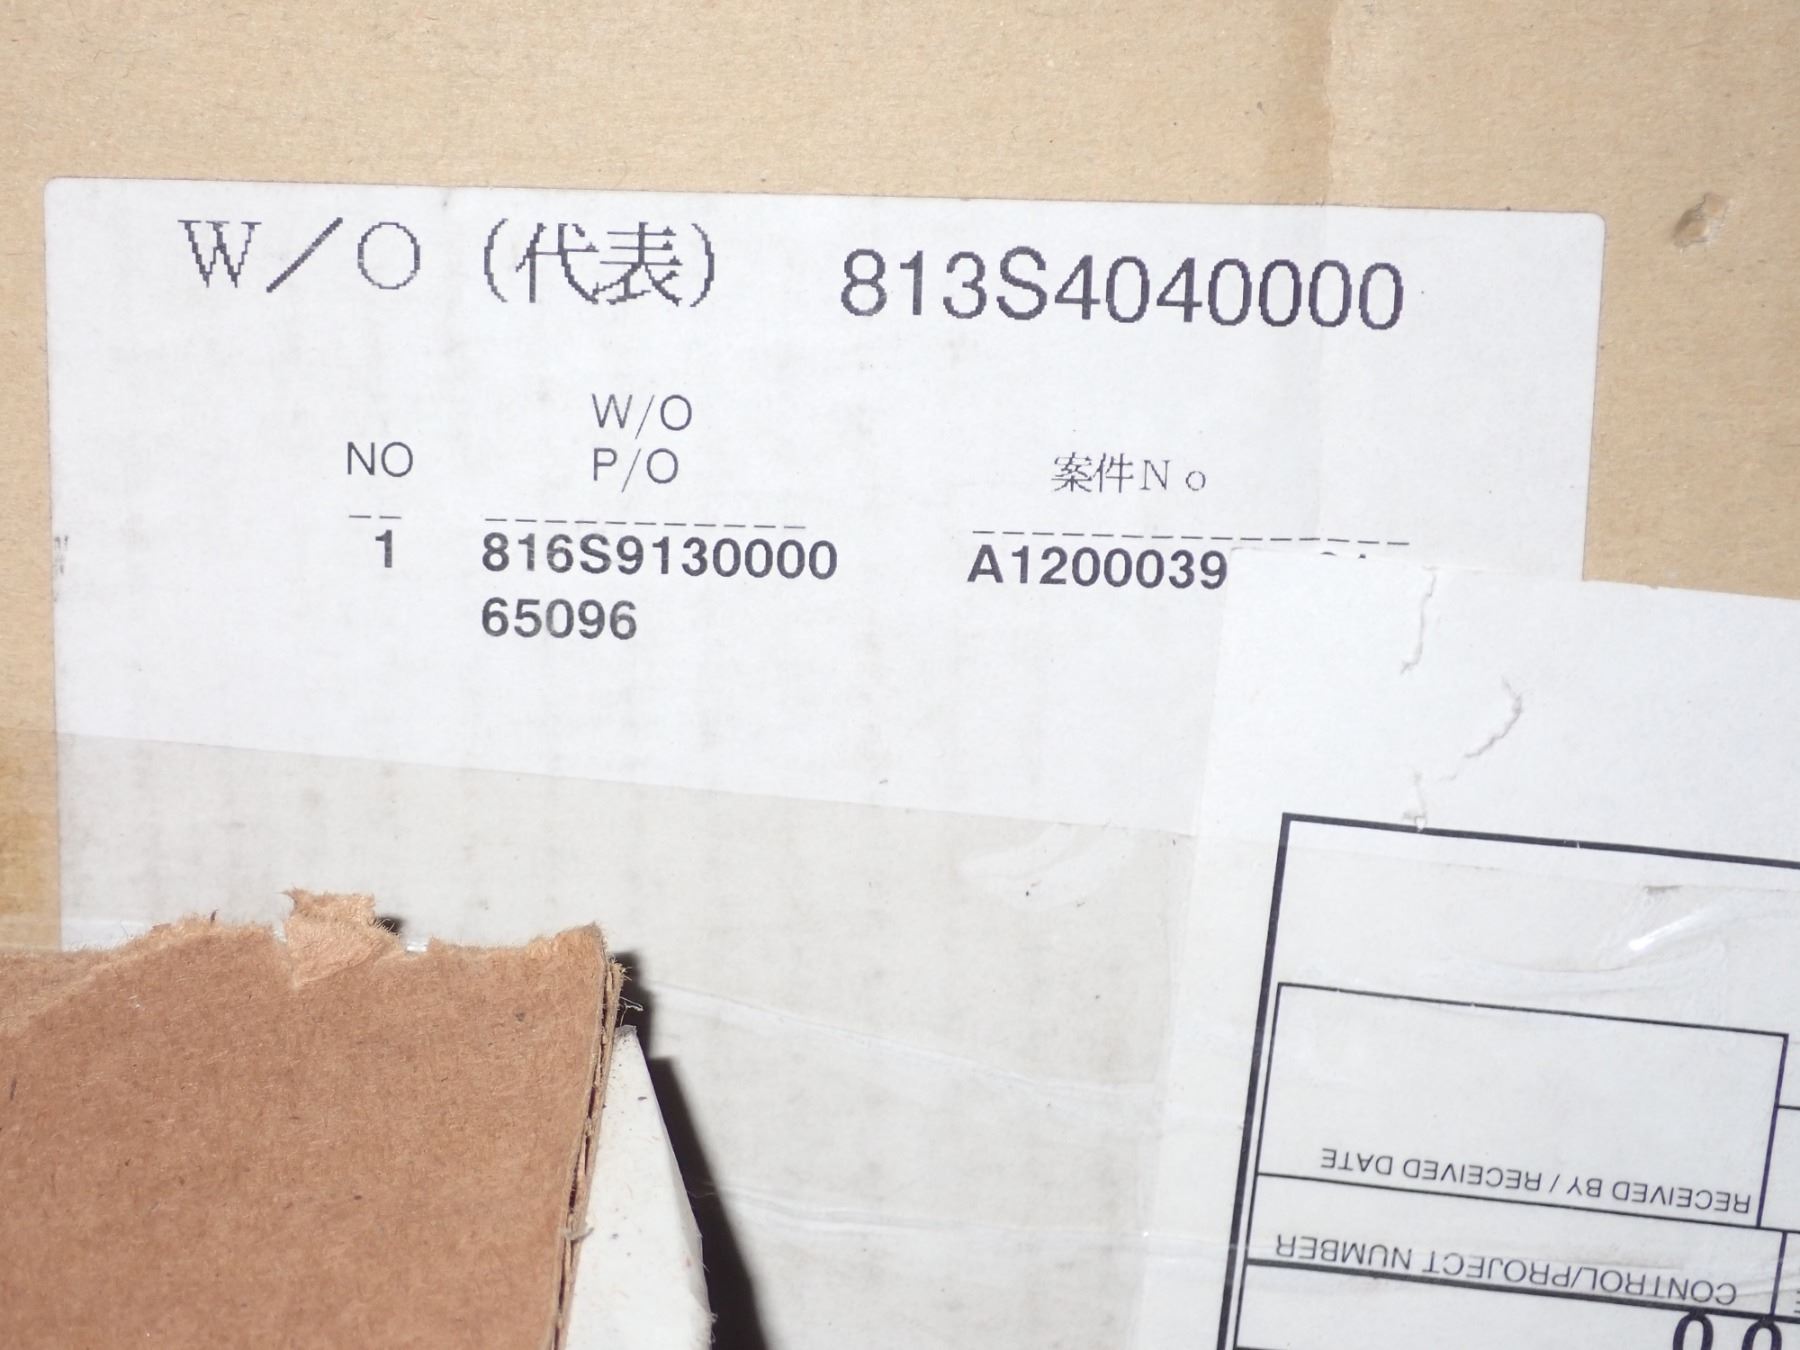 W／O（代表） 813S4040000
W/O
NO P/O 案件No
1 816S9130000 A1200039
65096
RECEIVED BY / RECEIVED DATE
CONTROL/PROJECT NUMBER